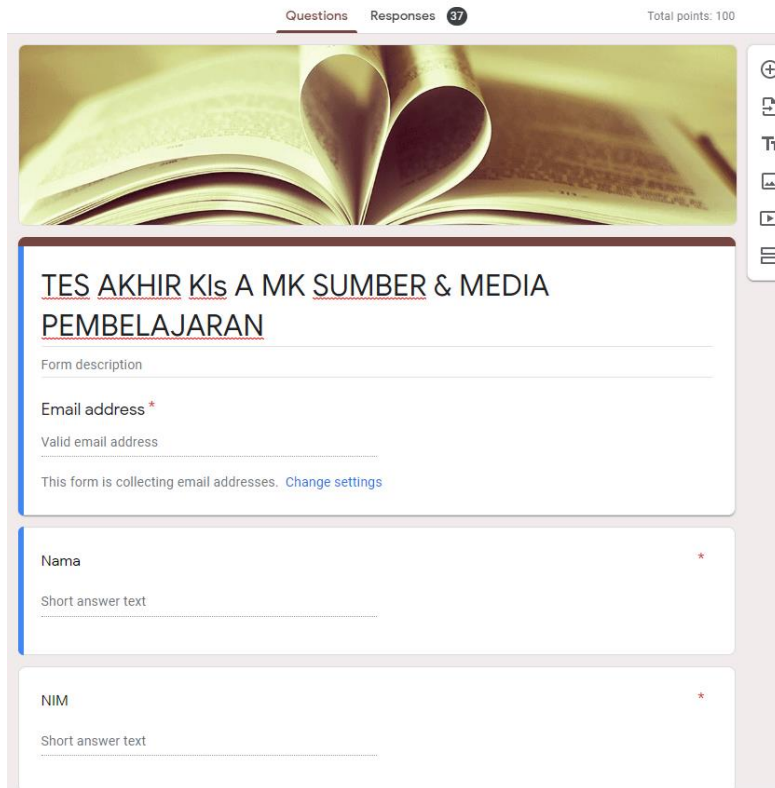 Questions Responses 37 Total points: 100
TES AKHIR Kls A MK SUMBER & MEDIA
PEMBELAJARAN
Form description
Email address *
Valid email address
This form is collecting email addresses. Change settings
Nama *
Short answer text
NIM *
Short answer text